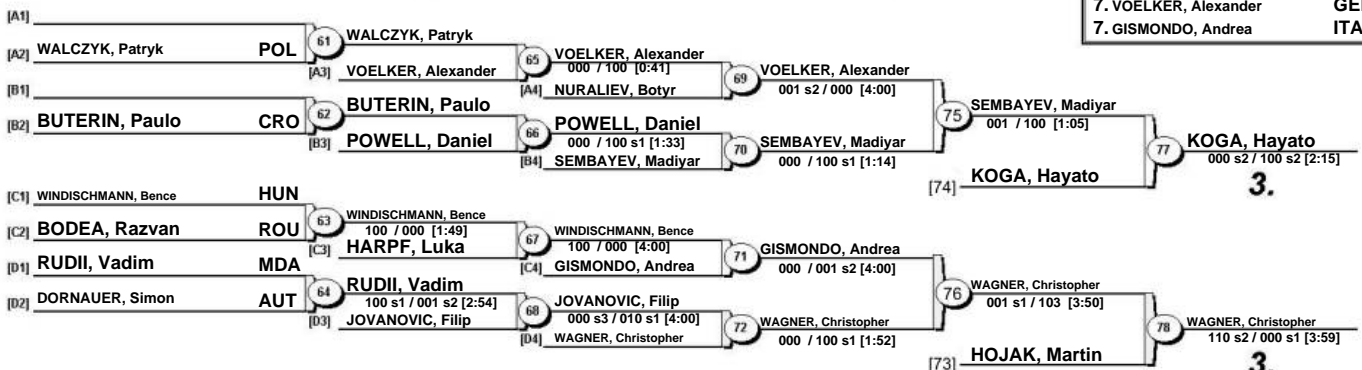 7. VOELKER, Alexander
7. GISMONDO, Andrea ITA
[A1]
[A2] WALCZYK, Patryk POL
61 WALCZYK, Patryk
[A3] VOELKER, Alexander
65 VOELKER, Alexander
000 / 100 [0:41]
[A4] NURALIEV, Botyr
69 VOELKER, Alexander
001 s2 / 000 [4:00]
[B1]
[B2] BUTERIN, Paulo CRO
62 BUTERIN, Paulo
[B3] POWELL, Daniel
66 POWELL, Daniel
000 / 100 s1 [1:33]
[B4] SEMBAYEV, Madiyar
70 SEMBAYEV, Madiyar
000 / 100 s1 [1:14]
75 SEMBAYEV, Madiyar
001 / 100 [1:05]
[74] KOGA, Hayato
77 KOGA, Hayato
000 s2 / 100 s2 [2:15]
3.
[C1] WINDISCHMANN, Bence HUN
[C2] BODEA, Razvan ROU
63 WINDISCHMANN, Bence
100 / 000 [1:49]
[C3] HARPF, Luka
67 WINDISCHMANN, Bence
100 / 000 [4:00]
[C4] GISMONDO, Andrea
71 GISMONDO, Andrea
000 / 001 s2 [4:00]
[D1] RUDII, Vadim MDA
[D2] DORNAUER, Simon AUT
64 RUDII, Vadim
100 s1 / 001 s2 [2:54]
[D3] JOVANOVIC, Filip
68 JOVANOVIC, Filip
000 s3 / 010 s1 [4:00]
[D4] WAGNER, Christopher
72 WAGNER, Christopher
000 / 100 s1 [1:52]
76 WAGNER, Christopher
001 s1 / 103 [3:50]
[73] HOJAK, Martin
78 WAGNER, Christopher
110 s2 / 000 s1 [3:59]
3.